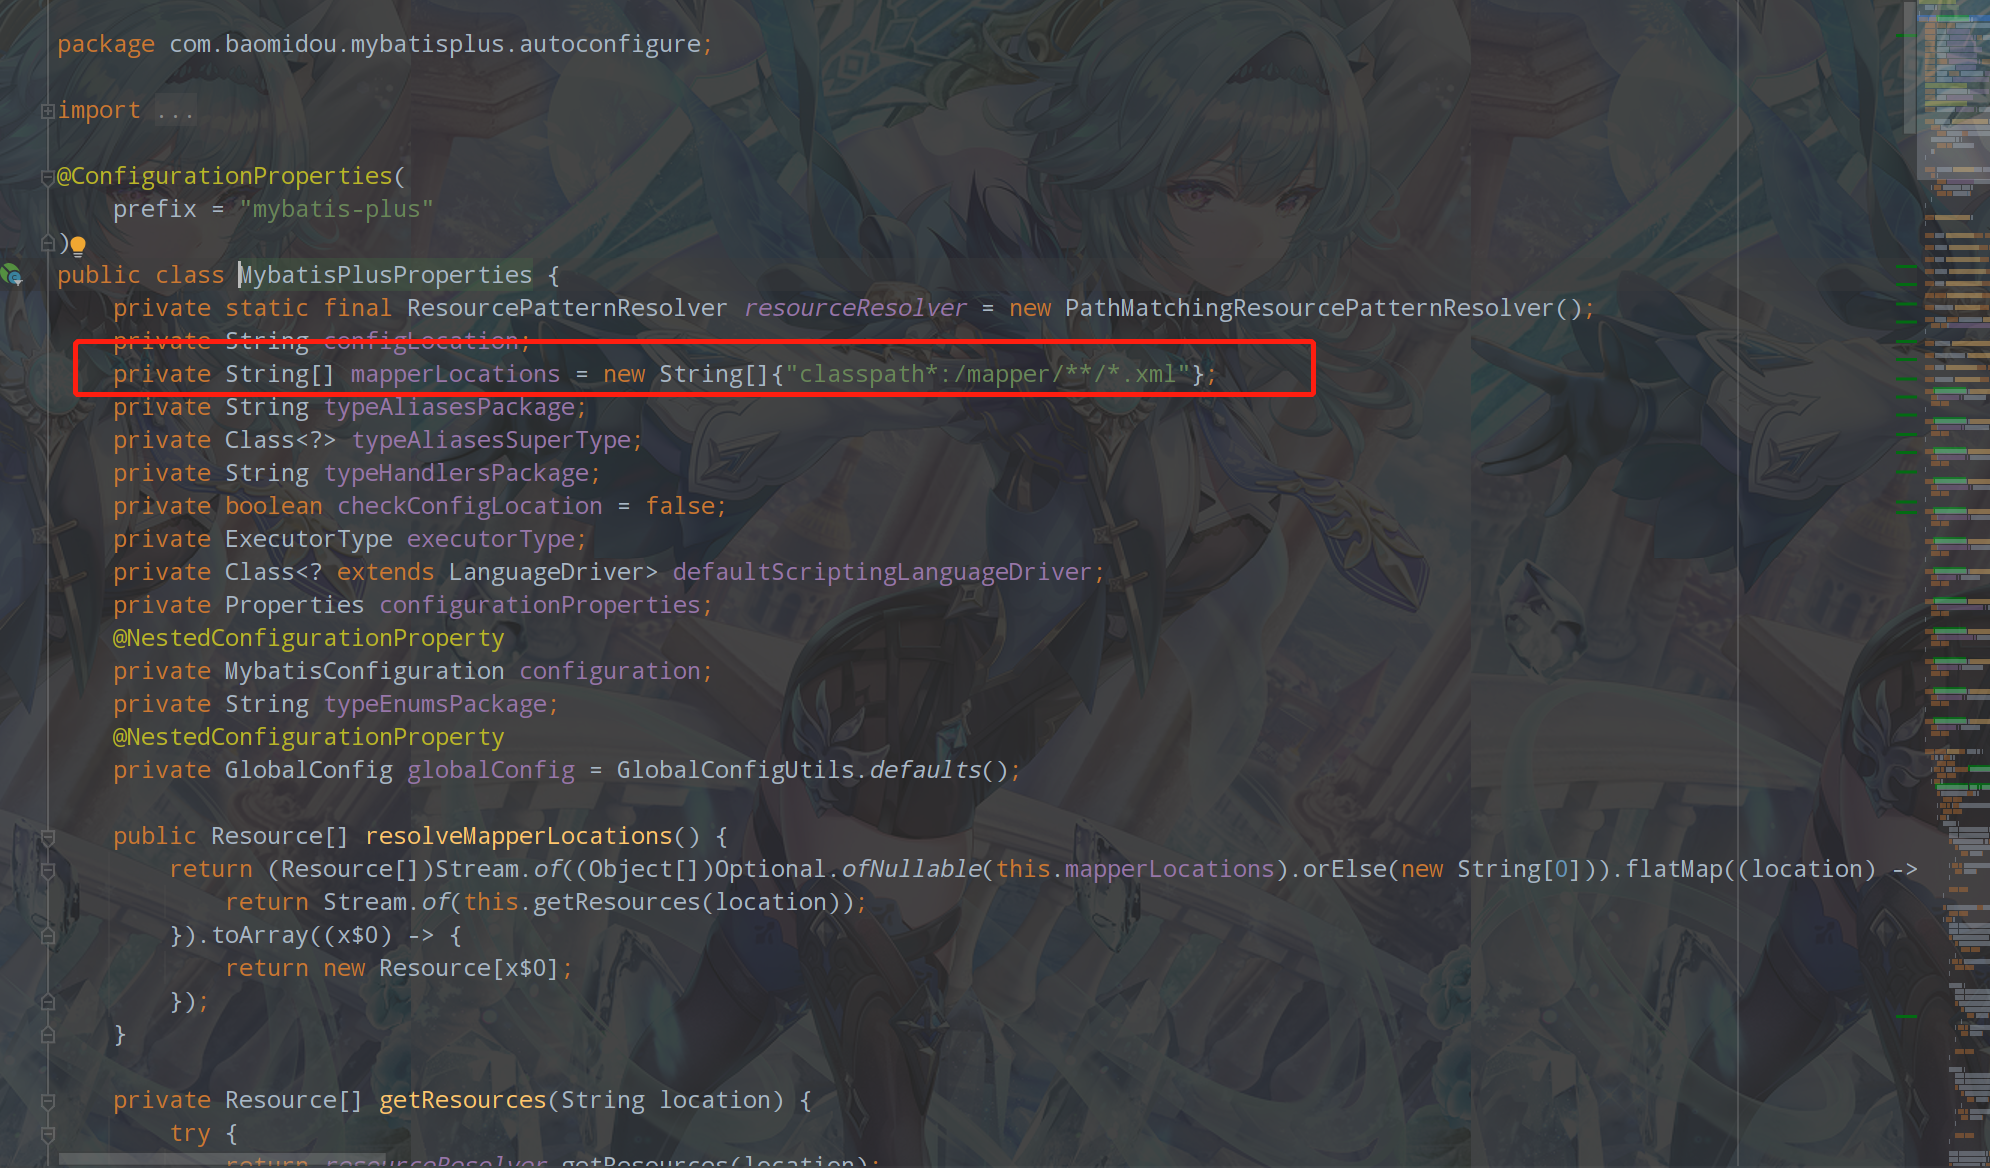 package com.baomidou.mybatisplus.autoconfigure;
import ...
@ConfigurationProperties(
    prefix = "mybatis-plus"
)
public class MybatisPlusProperties {
    private static final ResourcePatternResolver resourceResolver = new PathMatchingResourcePatternResolver();
    private String configLocation;
    private String[] mapperLocations = new String[]{"classpath*:/mapper/**/*.xml"};
    private String typeAliasesPackage;
    private Class<?> typeAliasesSuperType;
    private String typeHandlersPackage;
    private boolean checkConfigLocation = false;
    private ExecutorType executorType;
    private Class<? extends LanguageDriver> defaultScriptingLanguageDriver;
    private Properties configurationProperties;
    @NestedConfigurationProperty
    private MybatisConfiguration configuration;
    private String typeEnumsPackage;
    @NestedConfigurationProperty
    private GlobalConfig globalConfig = GlobalConfigUtils.defaults();
    public Resource[] resolveMapperLocations() {
        return (Resource[])Stream.of((Object[])Optional.ofNullable(this.mapperLocations).orElse(new String[0])).flatMap((location) ->
            return Stream.of(this.getResources(location));
        }).toArray((x$0) -> {
            return new Resource[x$0];
        });
    }
    private Resource[] getResources(String location) {
        try {
            return resourceResolver.getResources(location);